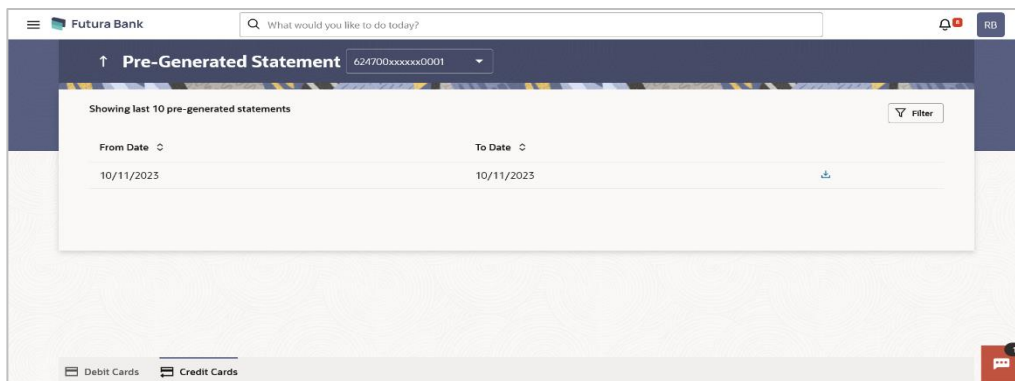 Futura Bank What would you like to do today? RB
Pre-Generated Statement 624700xxxxxx0001
Showing last 10 pre-generated statements Filter
From Date To Date
10/11/2023 10/11/2023
Debit Cards Credit Cards